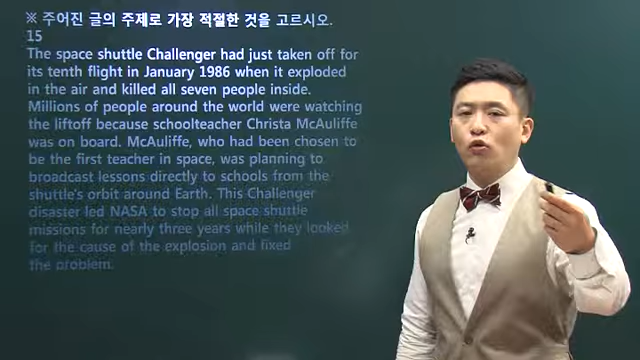 ※ 주어진 글의 주제로 가장 적절한 것을 고르시오.
15
The space shuttle Challenger had just taken off for
its tenth flight in January 1986 when it exploded
in the air and killed all seven people inside.
Millions of people around the world were watching
the liftoff because schoolteacher Christa McAuliffe
was on board. McAuliffe, who had been chosen to
be the first teacher in space, was planning to
broadcast lessons directly to schools from the
shuttle's orbit around Earth. This Challenger
disaster led NASA to stop all space shuttle
missions for nearly three years while they looked
for the cause of the explosion and fixed
the problem.